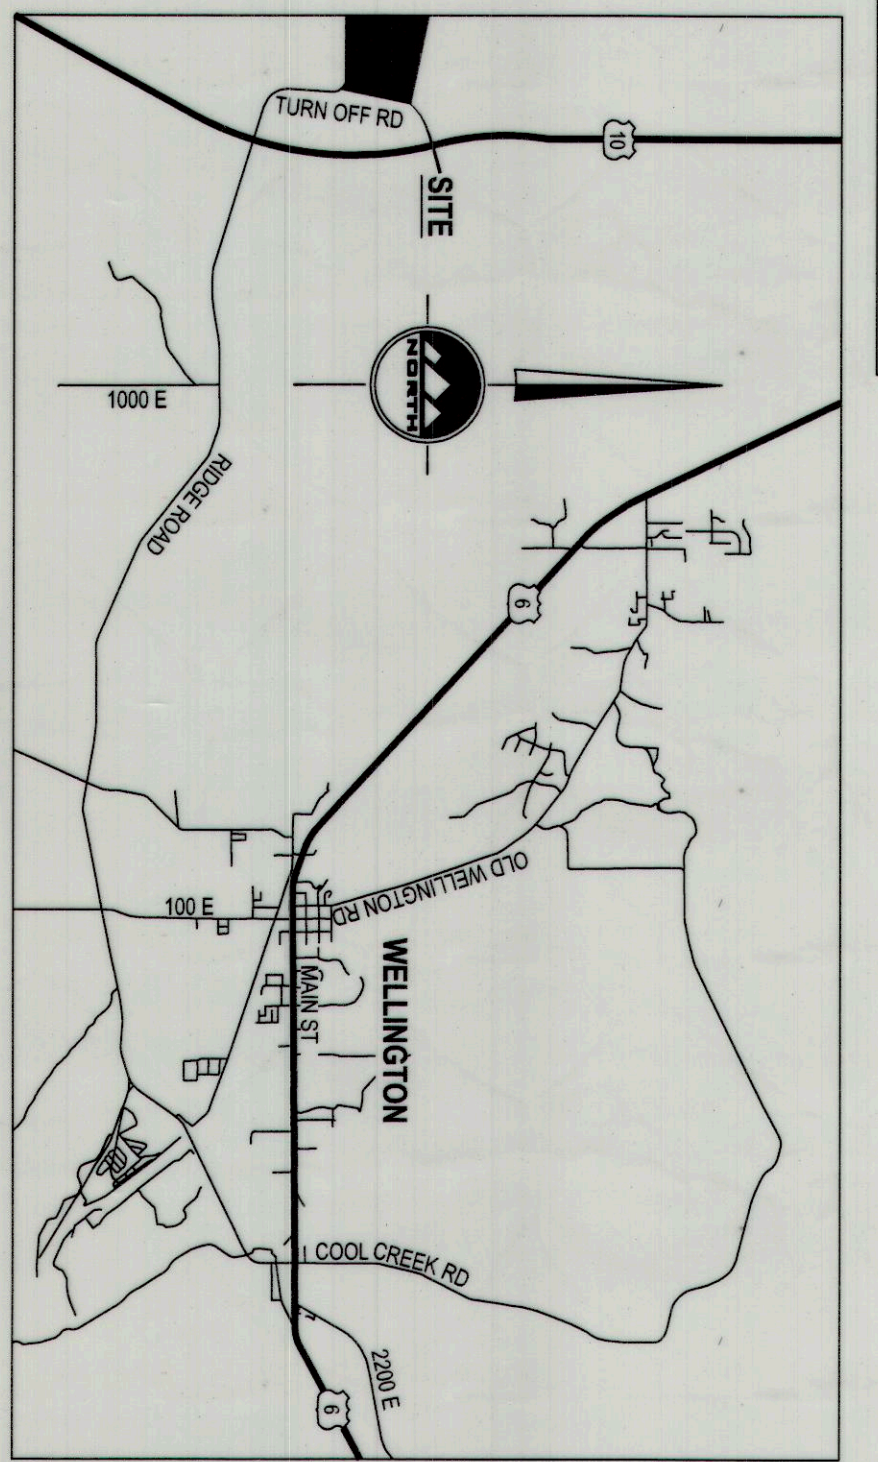 TURN OFF RD
10
SITE
NORTH
1000 E
RIDGE ROAD
6
OLD WELLINGTON RD
100 E
WELLINGTON
MAIN ST
COOL CREEK RD
2200 E
6